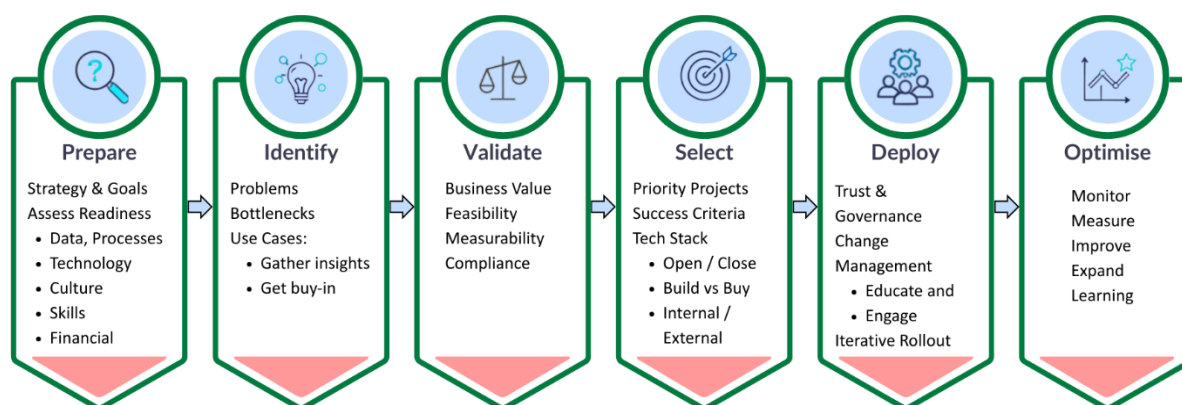 Prepare
Strategy & Goals
Assess Readiness
• Data, Processes
• Technology
• Culture
• Skills
• Financial
Identify
Problems
Bottlenecks
Use Cases:
• Gather insights
• Get buy-in
Validate
Business Value
Feasibility
Measurability
Compliance
Select
Priority Projects
Success Criteria
Tech Stack
• Open / Close
• Build vs Buy
• Internal /
External
Deploy
Trust &
Governance
Change
Management
• Educate and
• Engage
Iterative Rollout
Optimise
Monitor
Measure
Improve
Expand
Learning